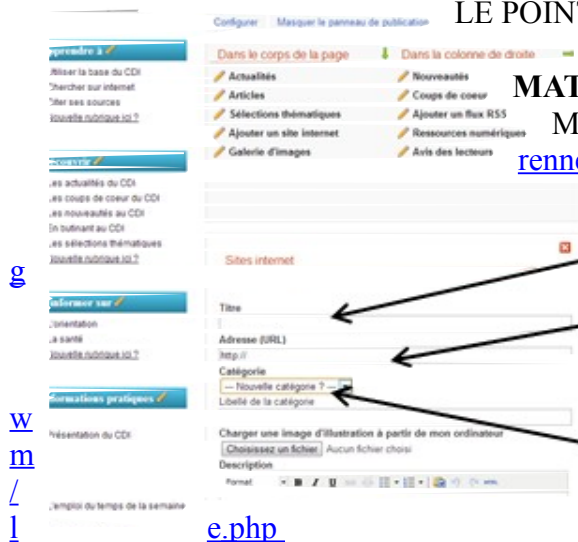 LE POINT
Configurer Masquer le panneau de publication
pprendre à
Dans le corps de la page Dans la colonne de droite
Utiliser la base du CDI
Actualités Nouveautés
Chercher sur internet
Articles Coups de coeur
MAT
Citer ses sources
Sélections thématiques Ajouter un flux RSS
Nouvelle rubrique ici ?
Ajouter un site internet Ressources numériques
M
Galerie d'images Avis des lecteurs
renn
écouvrir
Les actualités du CDI
Les coups de coeur du CDI
Les nouveautés au CDI
En butinant au CDI
Les sélections thématiques
Nouvelle rubrique ici ?
Sites internet
g
informer sur
Titre
L'orientation
La santé
Nouvelle rubrique ici ?
Adresse (URL)
http://
Catégorie
--- Nouvelle catégorie ? ---
formations pratiques
Libellé de la catégorie
w
Présentation du CDI
Charger une image d'illustration à partir de mon ordinateur
Choisissez un fichier Aucun fichier choisi
m
Description
Format B I U
/
L'emploi du temps de la semaine
l
e.php